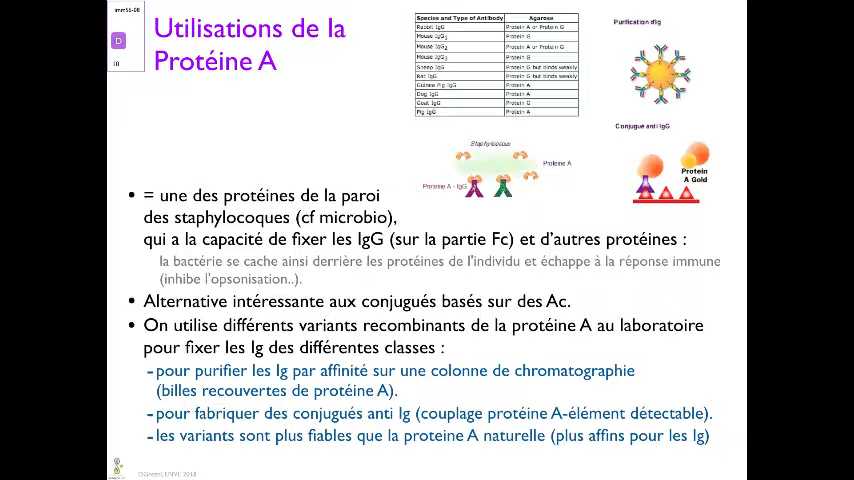 imm56-08
D
10
Utilisations de la
Protéine A
Species and Type of Antibody Agarose
Rabbit IgG Protein A or Protein G
Mouse IgG1 Protein G
Mouse IgG2 Protein A or Protein G
Mouse IgG3 Protein G
Sheep IgG Protein G but binds weakly
Rat IgG Protein G but binds weakly
Guinea Pig IgG Protein A
Dog IgG Protein A
Goat IgG Protein G
Pig IgG Protein A
Purification d'Ig
Conjugue anti IgG
Staphylococcus
Proteine A
Proteine A - IgG
Protein
A Gold
• = une des protéines de la paroi
des staphylocoques (cf microbio),
qui a la capacité de fixer les IgG (sur la partie Fc) et d'autres protéines :
la bactérie se cache ainsi derrière les protéines de l'individu et échappe à la réponse immune
(inhibe l'opsonisation..).
• Alternative intéressante aux conjugués basés sur des Ac.
• On utilise différents variants recombinants de la protéine A au laboratoire
pour fixer les Ig des différentes classes :
- pour purifier les Ig par affinité sur une colonne de chromatographie
(billes recouvertes de protéine A).
- pour fabriquer des conjugués anti Ig (couplage protéine A-élément détectable).
- les variants sont plus fiables que la proteine A naturelle (plus affins pour les Ig)